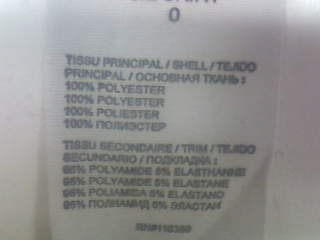 0
TISSU PRINCIPAL / SHELL / TEJIDO
PRINCIPAL / ОСНОВНАЯ ТКАНЬ :
100% POLYESTER
100% POLYESTER
100% POLIESTER
100% ПОЛИЭСТЕР
TISSU SECONDAIRE / TRIM / TEJIDO
SECUNDARIO / ПОДКЛАДКА :
95% POLYAMIDE 5% ELASTHANNE
95% POLYAMIDE 5% ELASTANE
95% POLIAMIDA 5% ELASTANO
95% ПОЛИАМИД 5% ЭЛАСТАН